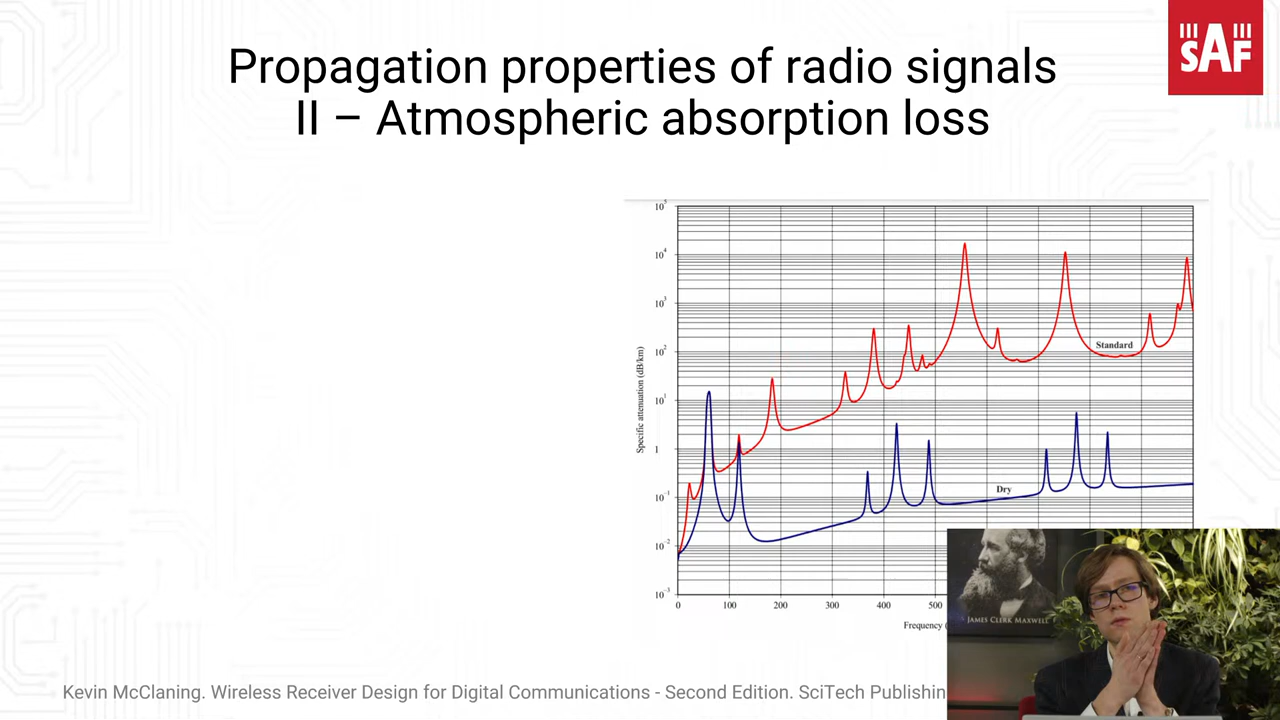 Propagation properties of radio signals
II – Atmospheric absorption loss
SAF
10⁵
10⁴
10³
10²
10¹
1
10⁻¹
10⁻²
10⁻³
Specific attenuation (dB/km)
Standard
Dry
0
100
200
300
400
500
Frequency (
JAMES CLERK MAXWELL
Kevin McClaning. Wireless Receiver Design for Digital Communications - Second Edition. SciTech Publishin